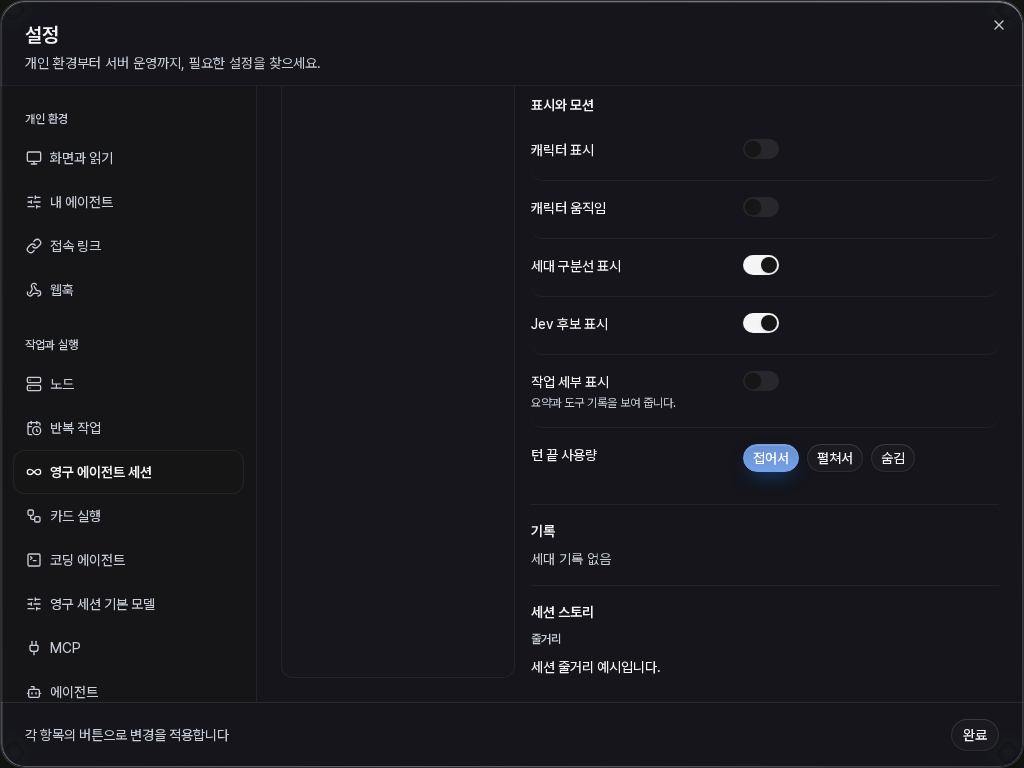 설정
개인 환경부터 서버 운영까지, 필요한 설정을 찾으세요.
개인 환경
화면과 읽기
내 에이전트
접속 링크
웹훅
작업과 실행
노드
반복 작업
영구 에이전트 세션
카드 실행
코딩 에이전트
영구 세션 기본 모델
MCP
에이전트
표시와 모션
캐릭터 표시
캐릭터 움직임
세대 구분선 표시
Jev 후보 표시
작업 세부 표시
요약과 도구 기록을 보여 줍니다.
턴 끝 사용량
접어서
펼쳐서
숨김
기록
세대 기록 없음
세션 스토리
줄거리
세션 줄거리 예시입니다.
각 항목의 버튼으로 변경을 적용합니다
완료